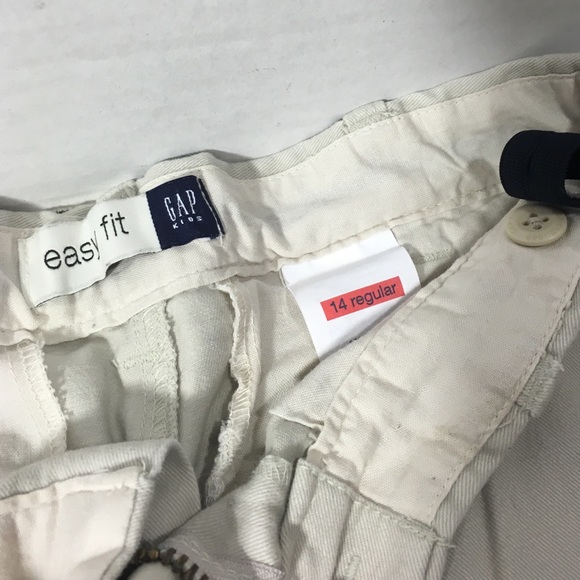 easy fit
GAP
KIDS
14 regular